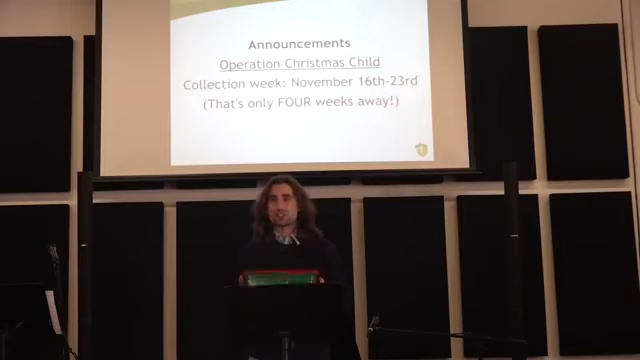 Announcements
Operation Christmas Child
Collection week: November 16th-23rd
(That's only FOUR weeks away!)